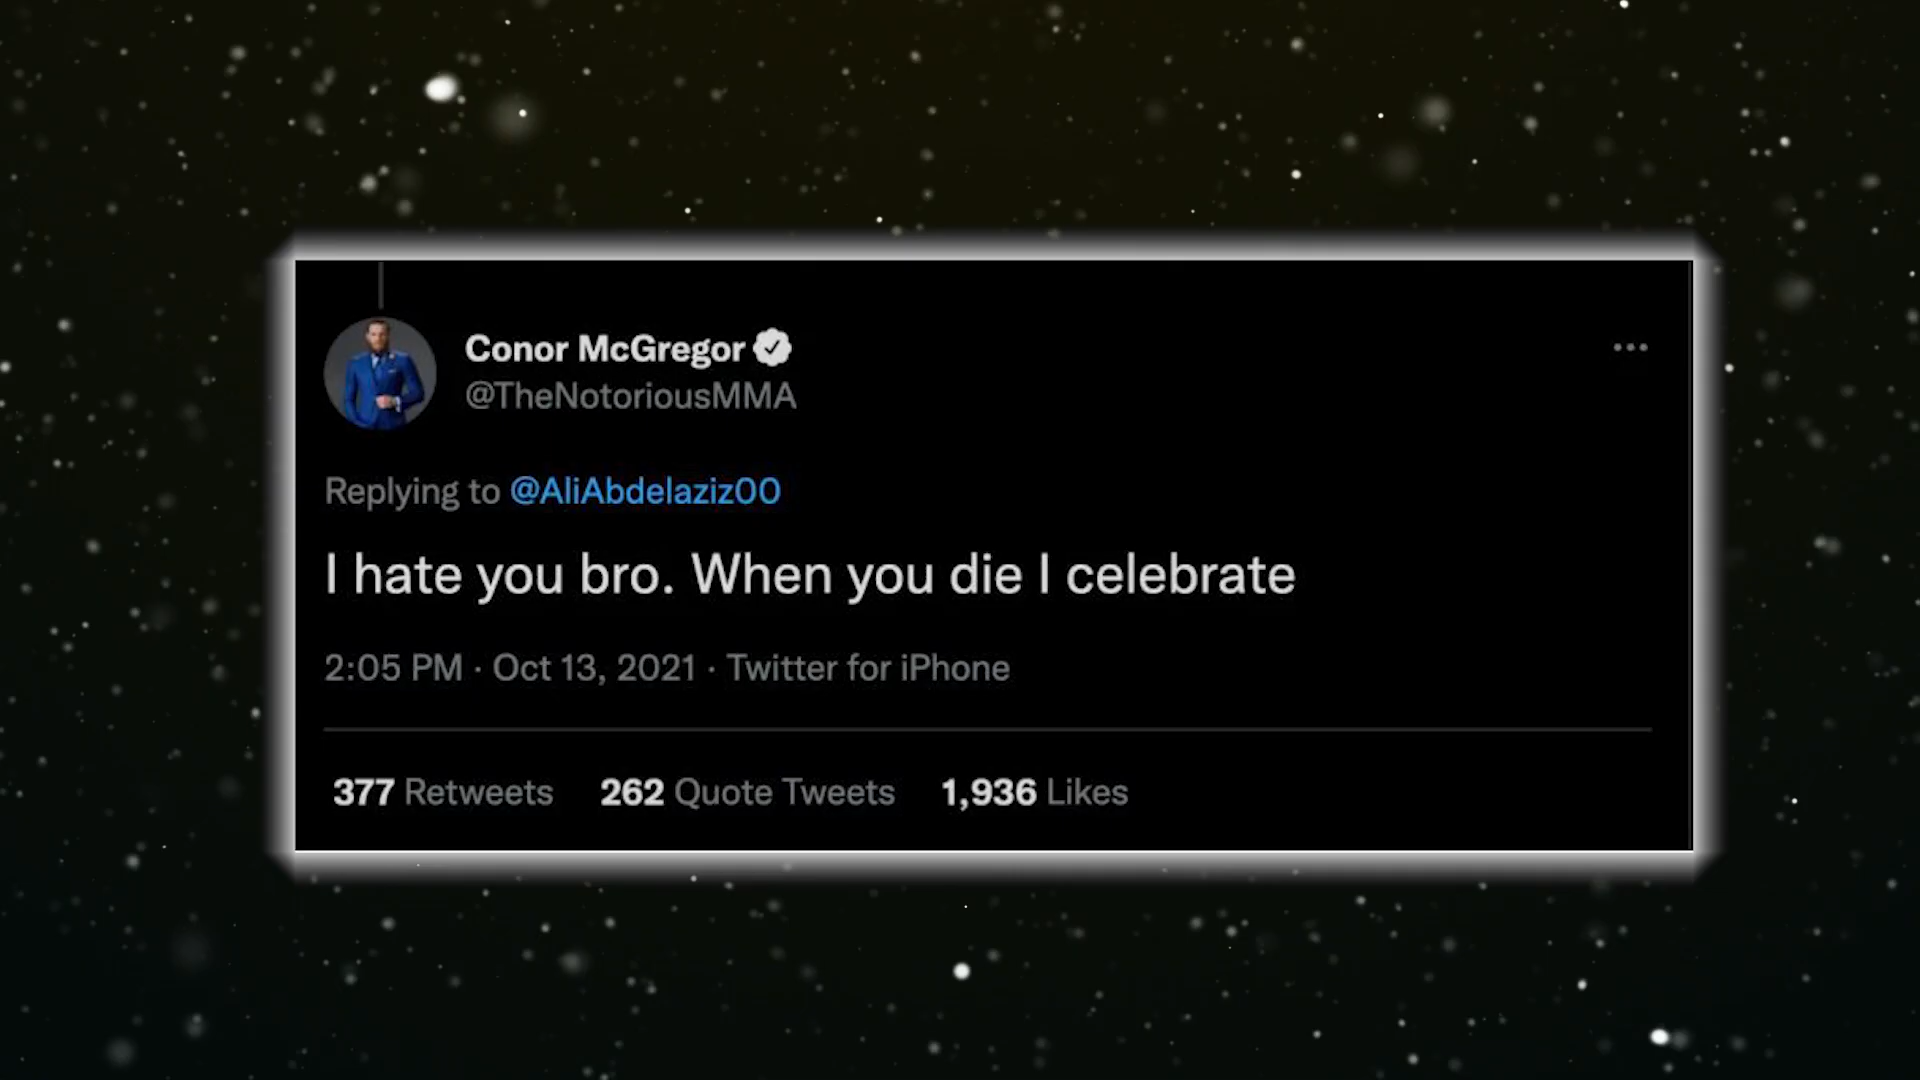 Conor McGregor
@TheNotoriousMMA
Replying to @AliAbdelaziz00
I hate you bro. When you die I celebrate
2:05 PM · Oct 13, 2021 · Twitter for iPhone
377 Retweets 262 Quote Tweets 1,936 Likes